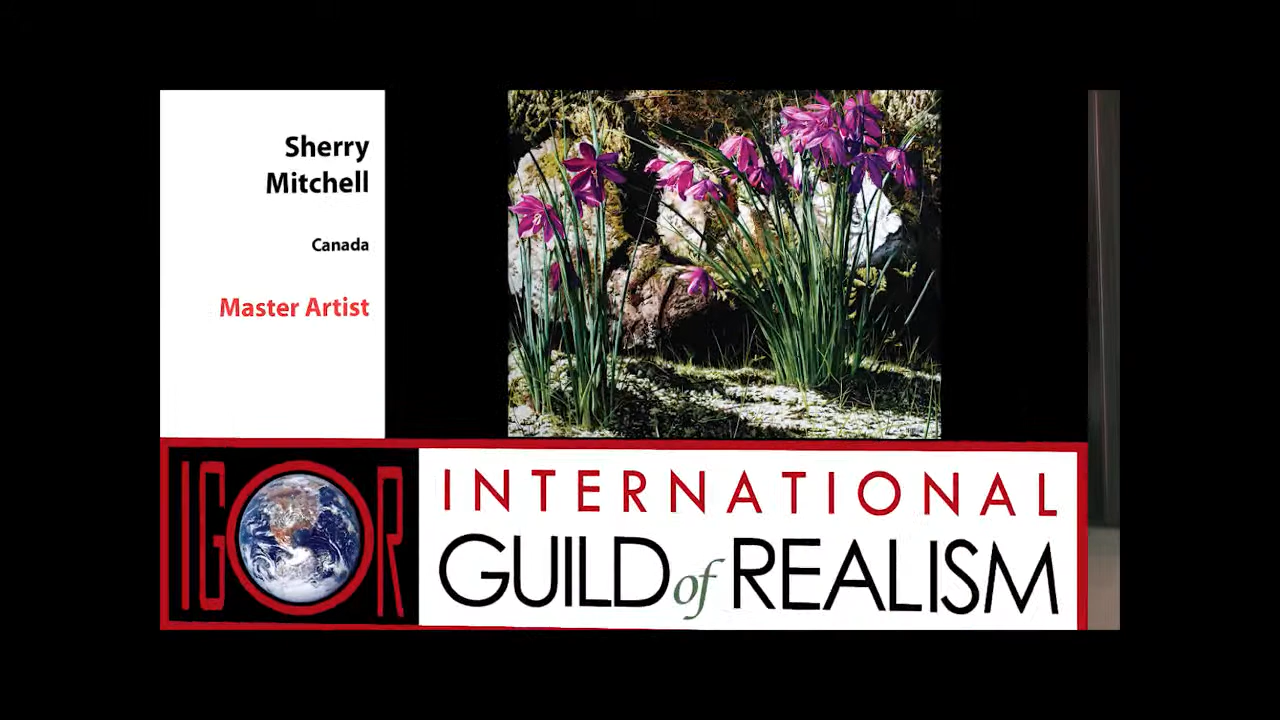 Sherry
Mitchell
Canada
Master Artist
IGOR
INTERNATIONAL
GUILD of REALISM